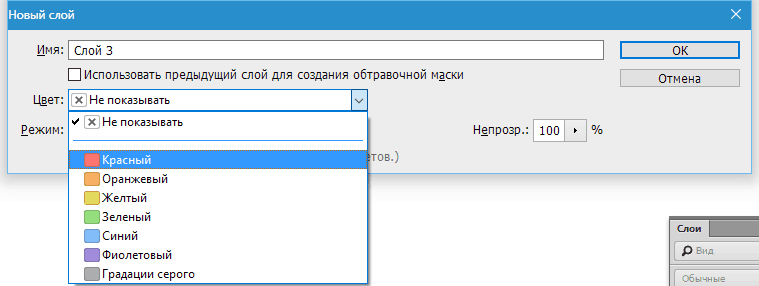 Новый слой
Имя: Слой 3
OK
Использовать предыдущий слой для создания обтравочной маски
Отмена
Цвет: Не показывать
Режим: Не показывать
Непрозр.: 100 %
Красный
Оранжевый
Желтый
Зеленый
Синий
Фиолетовый
Градации серого
Слои
Вид
Обычные